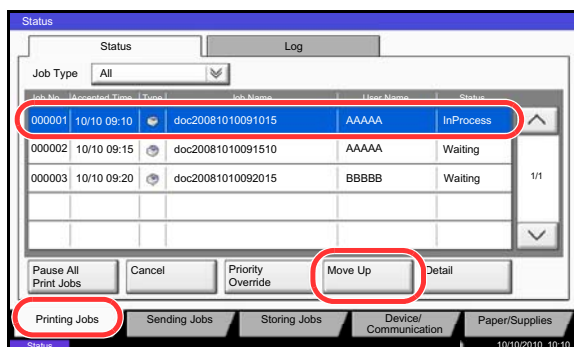 Status
Status Log
Job Type All
Job No. Accepted Time Type Job Name User Name Status
000001 10/10 09:10 doc20081010091015 AAAAA InProcess
000002 10/10 09:15 doc20081010091510 AAAAA Waiting
000003 10/10 09:20 doc20081010092015 BBBBB Waiting
1/1
Pause All
Print Jobs
Cancel
Priority
Override
Move Up
Detail
Printing Jobs
Sending Jobs
Storing Jobs
Device/
Communication
Paper/Supplies
Status 10/10/2010 10:10